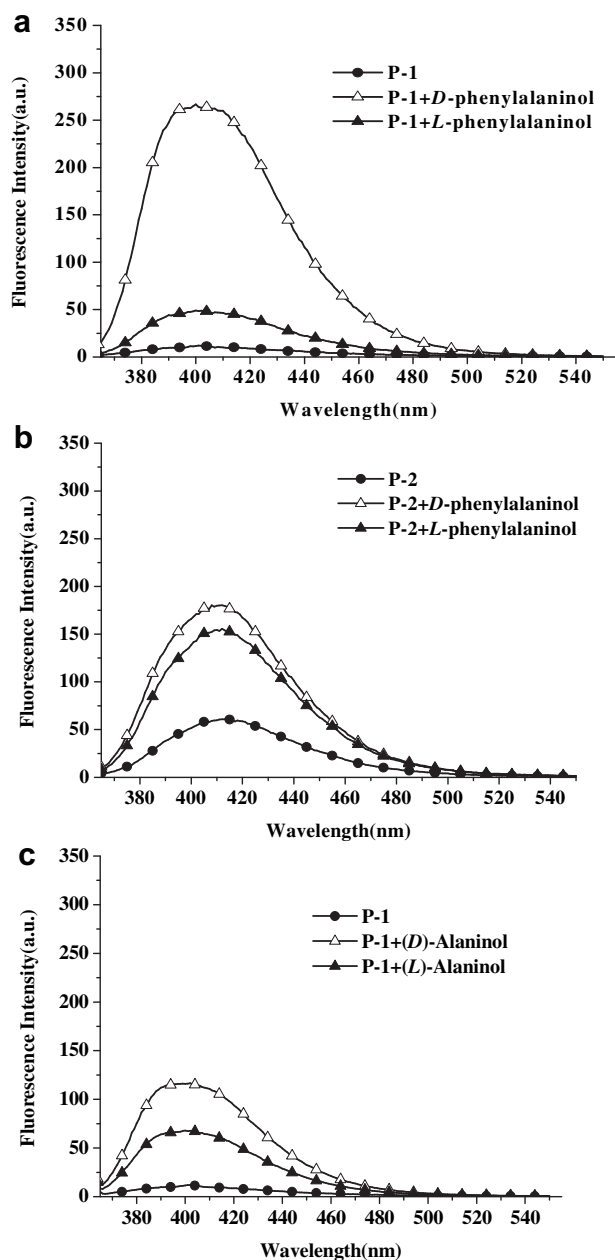 a
350
300
250
200
150
100
50
0
Fluorescence Intensity(a.u.)
P-1
P-1+D-phenylalaninol
P-1+L-phenylalaninol
380 400 420 440 460 480 500 520 540
Wavelength(nm)
b
350
300
250
200
150
100
50
0
Fluorescence Intensity(a.u.)
P-2
P-2+D-phenylalaninol
P-2+L-phenylalaninol
380 400 420 440 460 480 500 520 540
Wavelength(nm)
c
350
300
250
200
150
100
50
0
Fluorescence Intensity(a.u.)
P-1
P-1+(D)-Alaninol
P-1+(L)-Alaninol
380 400 420 440 460 480 500 520 540
Wavelength(nm)